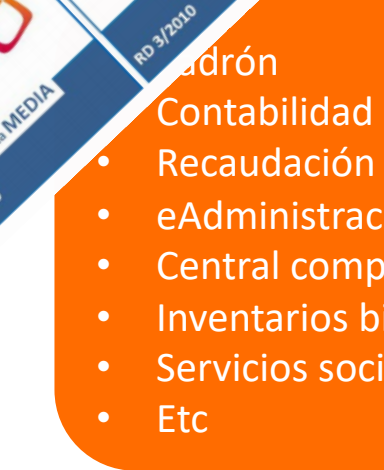 RD 3/2010
MEDIA
adrón
Contabilidad
• Recaudación
• eAdministrac
• Central comp
• Inventarios bi
• Servicios soci
• Etc